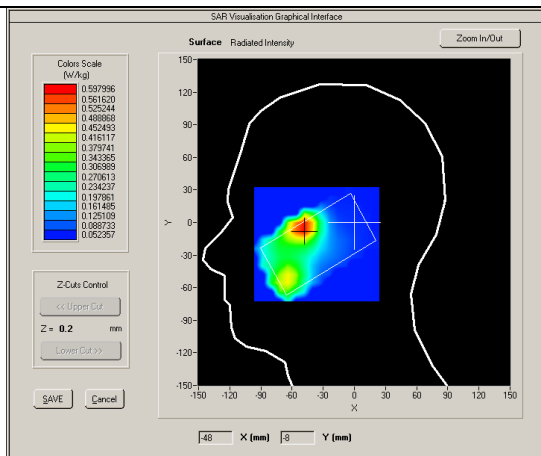 SAR Visualisation Graphical Interface
Surface Radiated Intensity
Zoom In/Out
Colors Scale
(W/kg)
0.597996
0.561620
0.525244
0.488868
0.452493
0.416117
0.379741
0.343365
0.306989
0.270613
0.234237
0.197861
0.161485
0.125109
0.088733
0.052357
Z-Cuts Control
<< Upper Cut
Z = 0.2 mm
Lower Cut >>
SAVE Cancel
150
120
90
60
30
0
-30
-60
-90
-120
-150
Y
-150 -120 -90 -60 -30 0 30 60 90 120 150
X
-48 X (mm) -8 Y (mm)